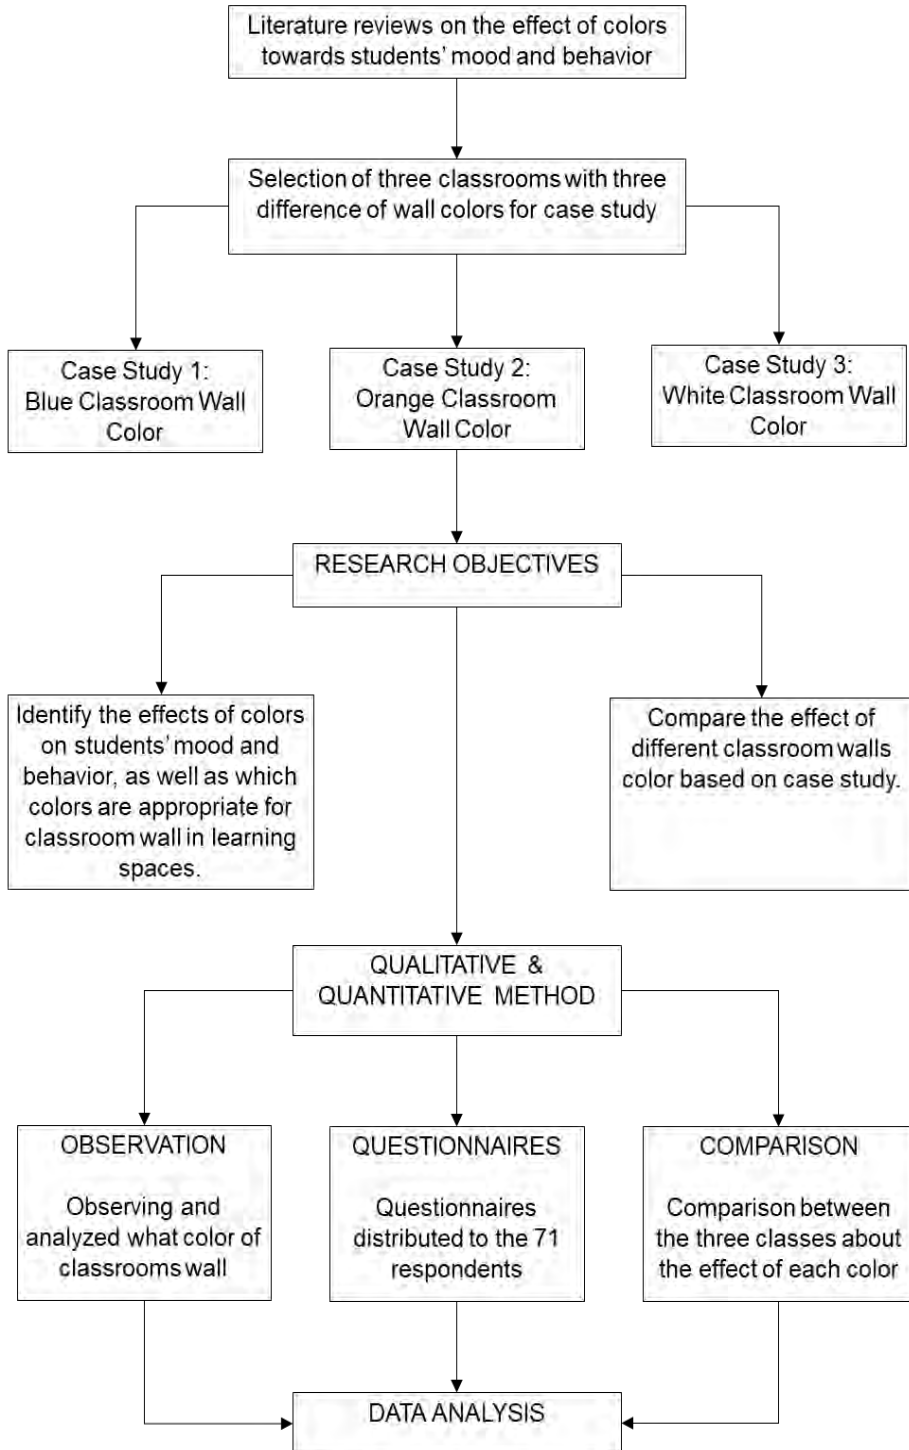 Literature reviews on the effect of colors
towards students' mood and behavior
Selection of three classrooms with three
difference of wall colors for case study
Case Study 1:
Blue Classroom Wall
Color
Case Study 2:
Orange Classroom
Wall Color
Case Study 3:
White Classroom Wall
Color
RESEARCH OBJECTIVES
Identify the effects of colors
on students' mood and
behavior, as well as which
colors are appropriate for
classroom wall in learning
spaces.
Compare the effect of
different classroom walls
color based on case study.
QUALITATIVE &
QUANTITATIVE METHOD
OBSERVATION
Observing and
analyzed what color of
classrooms wall
QUESTIONNAIRES
Questionnaires
distributed to the 71
respondents
COMPARISON
Comparison between
the three classes about
the effect of each color
DATA ANALYSIS